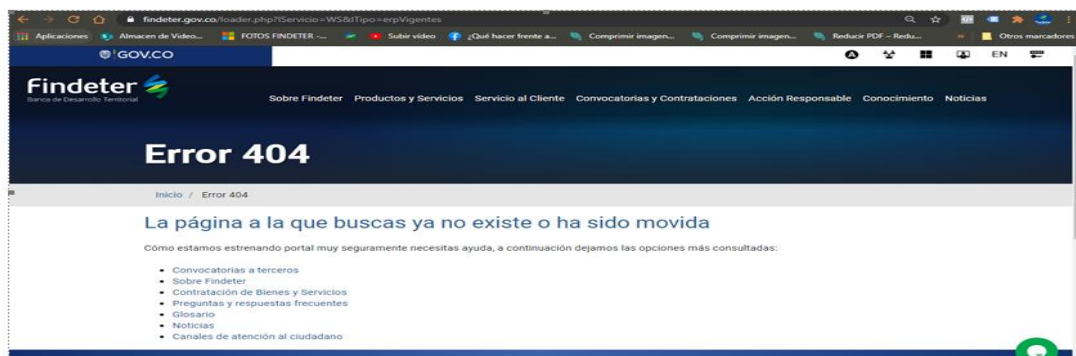 findeter.gov.co/loader.php?lServicio=WS&lTipo=erpVigentes
Aplicaciones Almacen de Video... FOTOS FINDETER -... Subir vídeo ¿Qué hacer frente a... Comprimir imagen... Comprimir imagen... Reducir PDF – Redu... » Otros marcadores
GOV.CO A EN
Findeter
Banca de Desarrollo Territorial
Sobre Findeter Productos y Servicios Servicio al Cliente Convocatorias y Contrataciones Acción Responsable Conocimiento Noticias
Error 404
Inicio / Error 404
La página a la que buscas ya no existe o ha sido movida
Cómo estamos estrenando portal muy seguramente necesitas ayuda, a continuación dejamos las opciones más consultadas:
• Convocatorias a terceros
• Sobre Findeter
• Contratación de Bienes y Servicios
• Preguntas y respuestas frecuentes
• Glosario
• Noticias
• Canales de atención al ciudadano